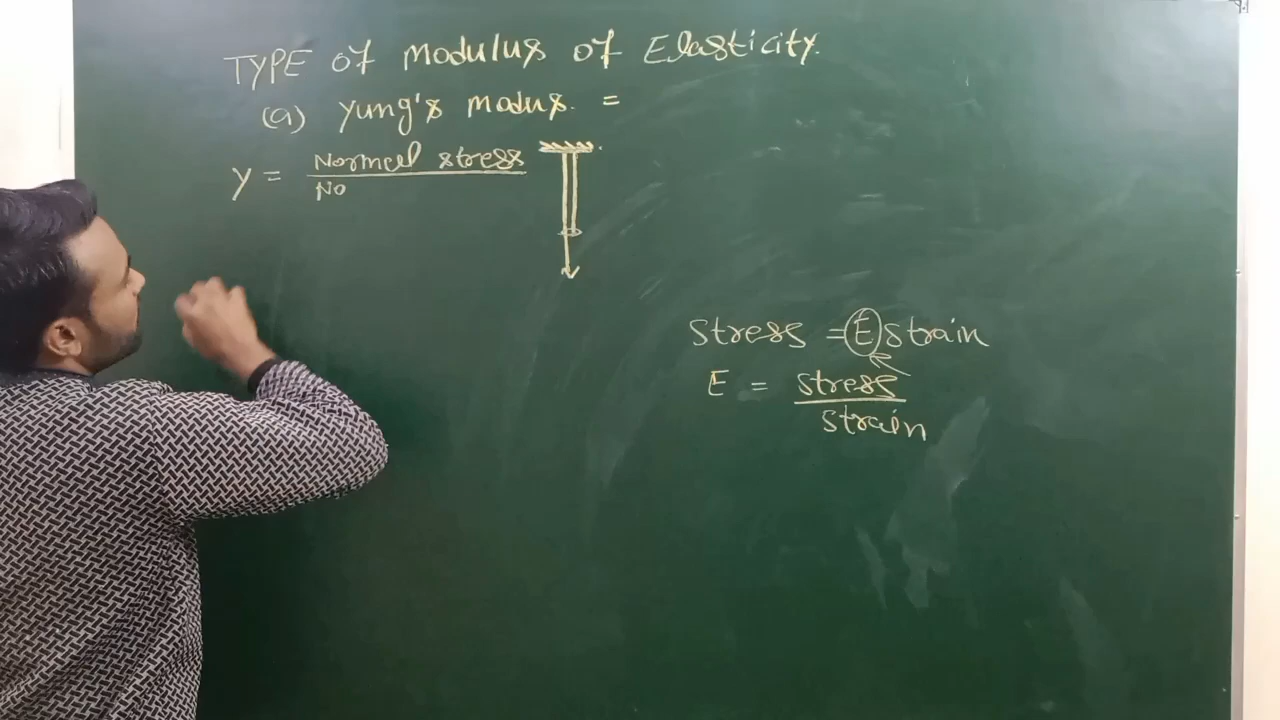 TYPE of Modulus of Elasticity.
(a) Yung's modus. =
Y = Normal stress
No
Stress = E strain
E = stress
strain